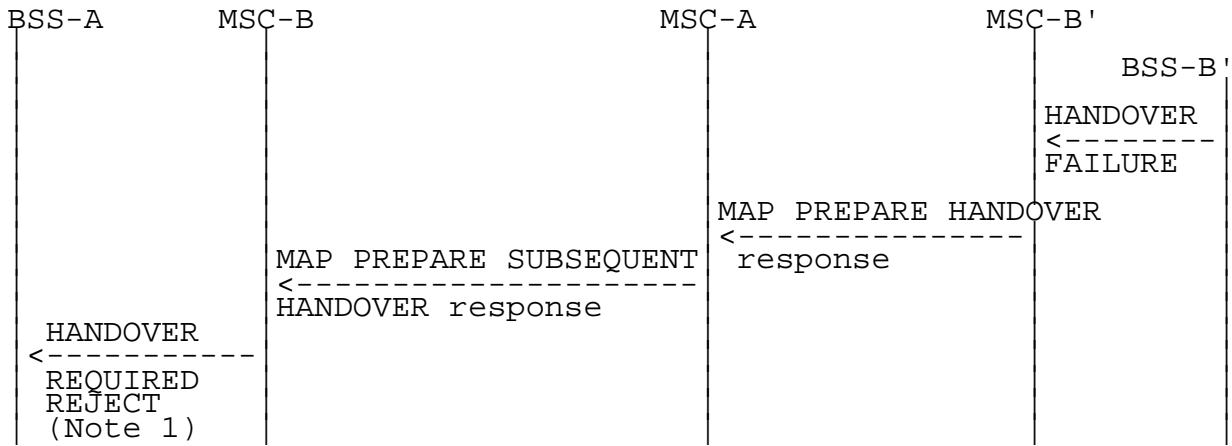 BSS-A MSC-B MSC-A MSC-B'
BSS-B'
HANDOVER
<--------
FAILURE
MAP PREPARE HANDOVER
<----------------
response
MAP PREPARE SUBSEQUENT
<----------------------
HANDOVER response
HANDOVER
<-----------
REQUIRED
REJECT
(Note 1)